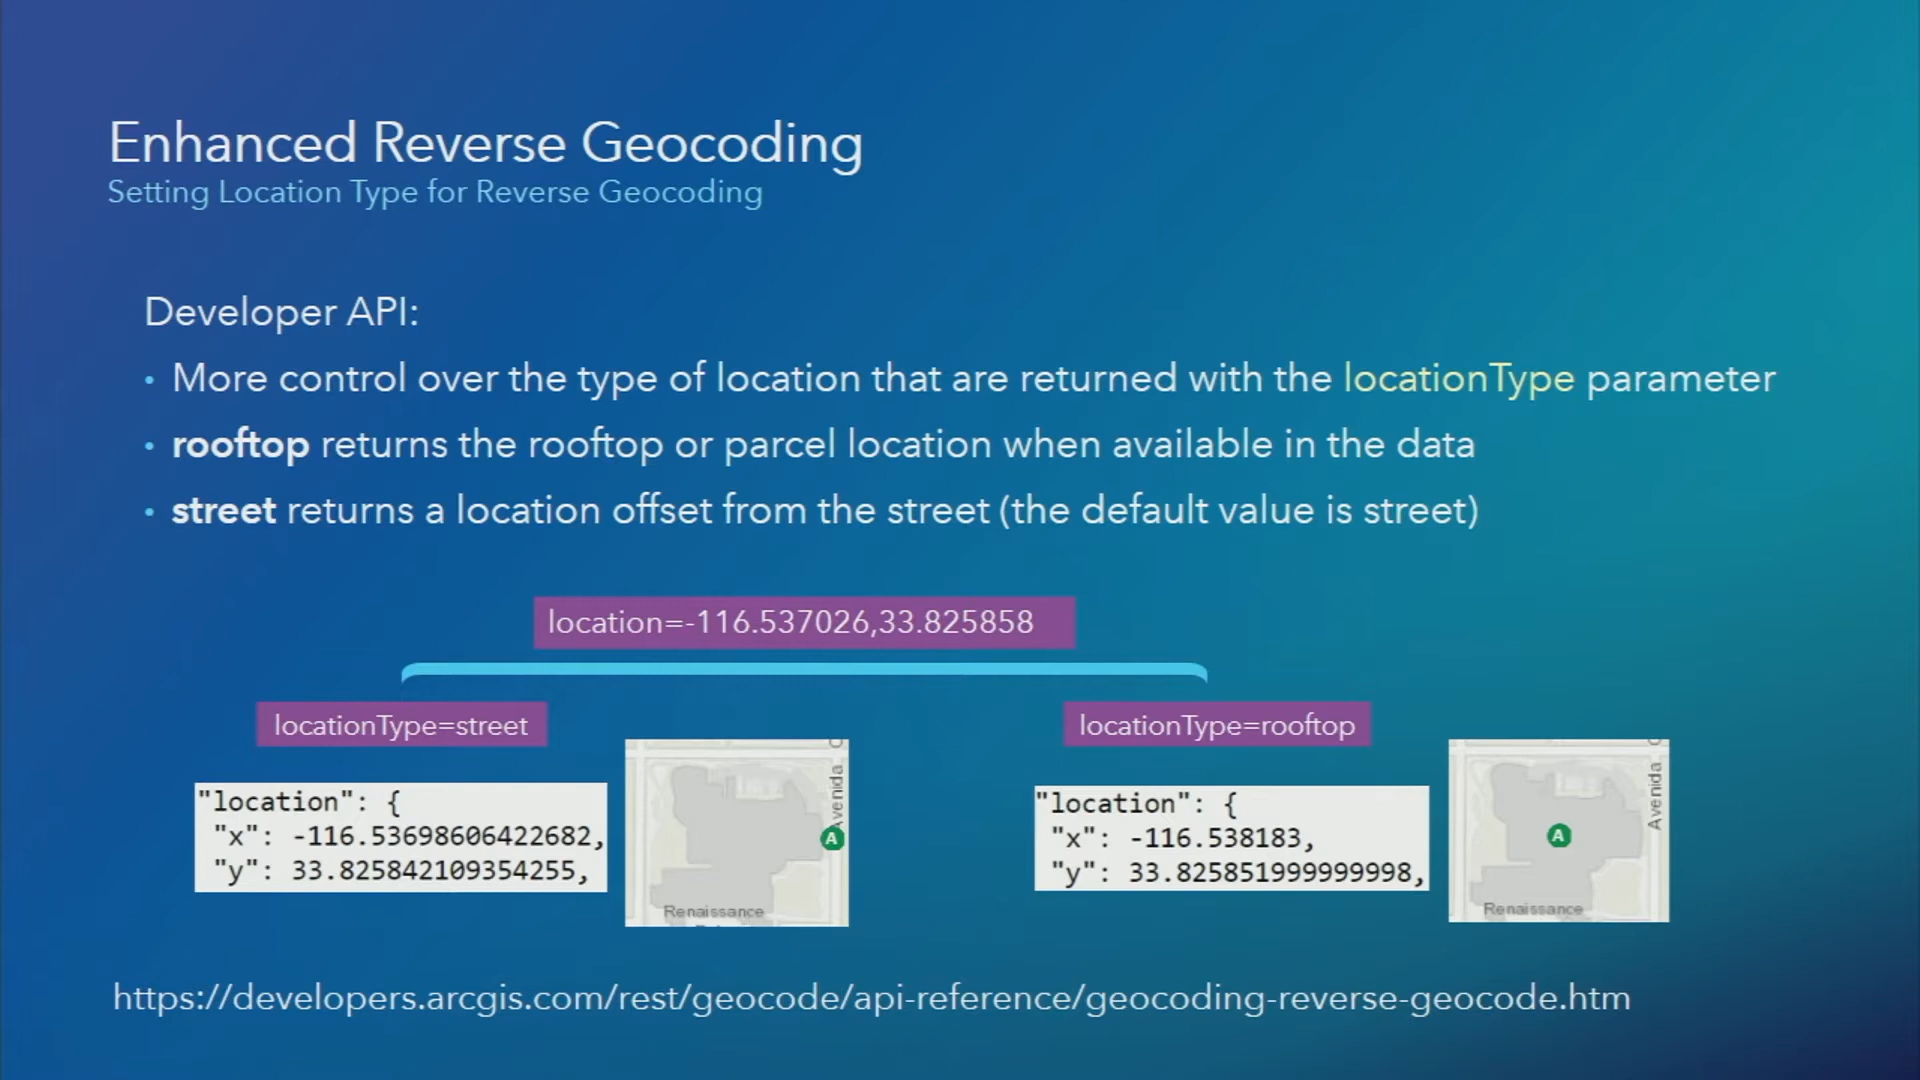 Enhanced Reverse Geocoding
Setting Location Type for Reverse Geocoding
Developer API:
• More control over the type of location that are returned with the locationType parameter
• rooftop returns the rooftop or parcel location when available in the data
• street returns a location offset from the street (the default value is street)
location=-116.537026,33.825858
locationType=street
"location": {
"x": -116.53698606422682,
"y": 33.825842109354255,
Avenida
A
Renaissance
locationType=rooftop
"location": {
"x": -116.538183,
"y": 33.825851999999998,
Avenida
A
Renaissance
https://developers.arcgis.com/rest/geocode/api-reference/geocoding-reverse-geocode.htm